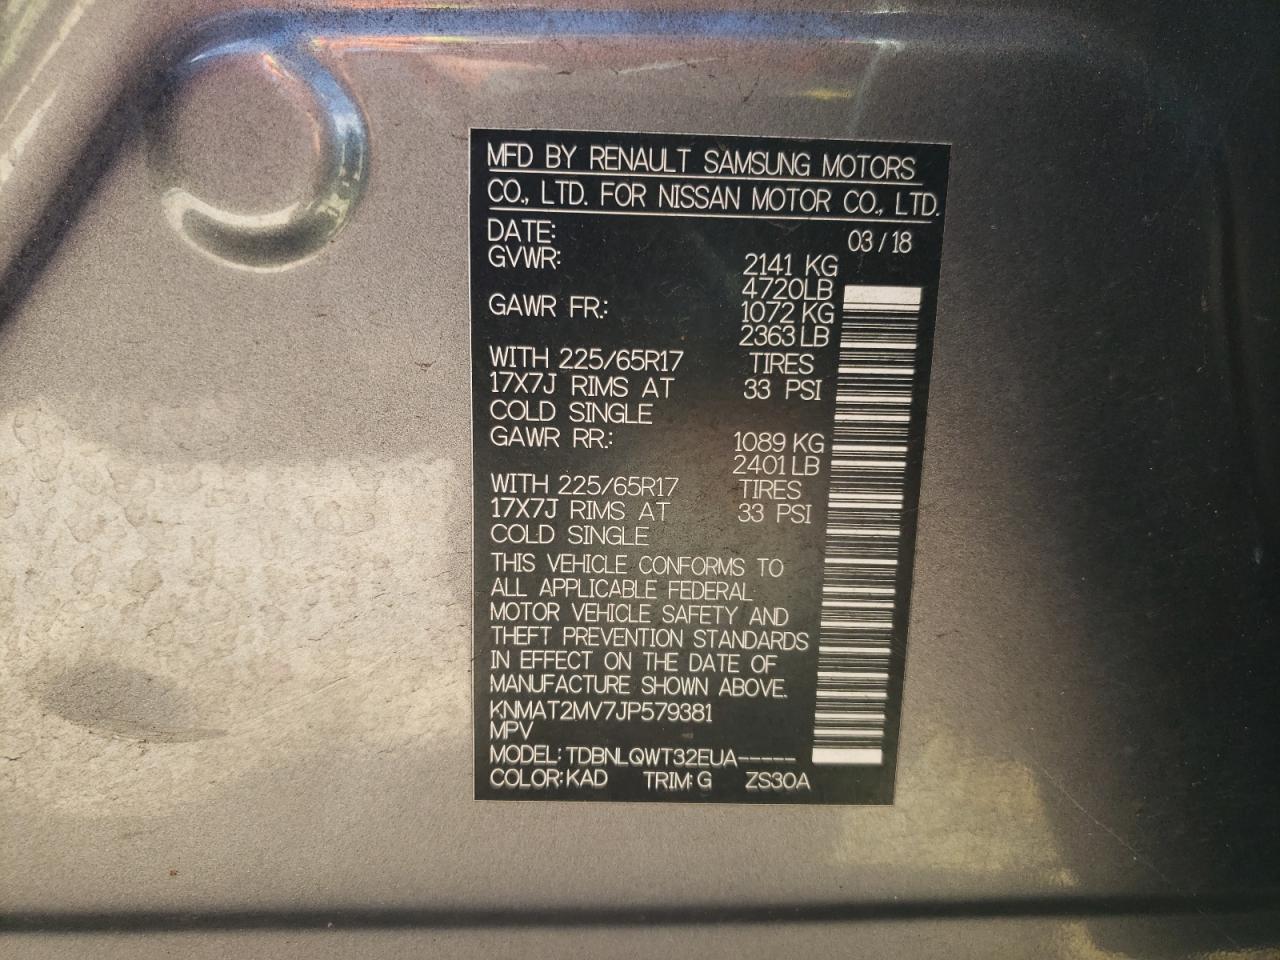 MFD BY RENAULT SAMSUNG MOTORS
CO., LTD. FOR NISSAN MOTOR CO., LTD.
DATE: 03/18
GVWR: 2141 KG
4720LB
GAWR FR.: 1072 KG
2363 LB
WITH 225/65R17 TIRES
17X7J RIMS AT 33 PSI
COLD SINGLE
GAWR RR.: 1089 KG
2401 LB
WITH 225/65R17 TIRES
17X7J RIMS AT 33 PSI
COLD SINGLE
THIS VEHICLE CONFORMS TO
ALL APPLICABLE FEDERAL
MOTOR VEHICLE SAFETY AND
THEFT PREVENTION STANDARDS
IN EFFECT ON THE DATE OF
MANUFACTURE SHOWN ABOVE.
KNMAT2MV7JP579381
MPV
MODEL: TDBNLQWT32EUA-----
COLOR: KAD TRIM: G ZS30A